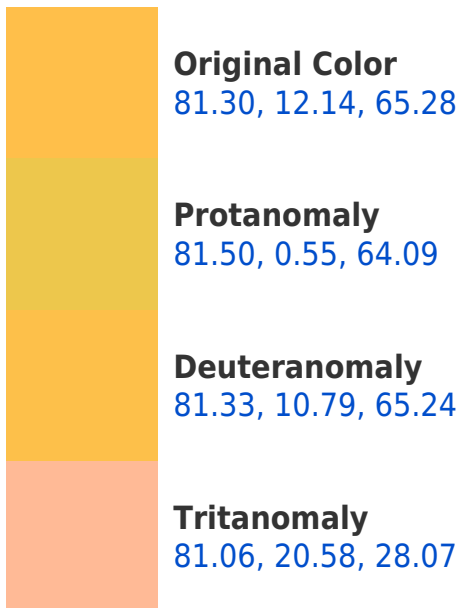 Original Color
81.30, 12.14, 65.28
Protanomaly
81.50, 0.55, 64.09
Deuteranomaly
81.33, 10.79, 65.24
Tritanomaly
81.06, 20.58, 28.07